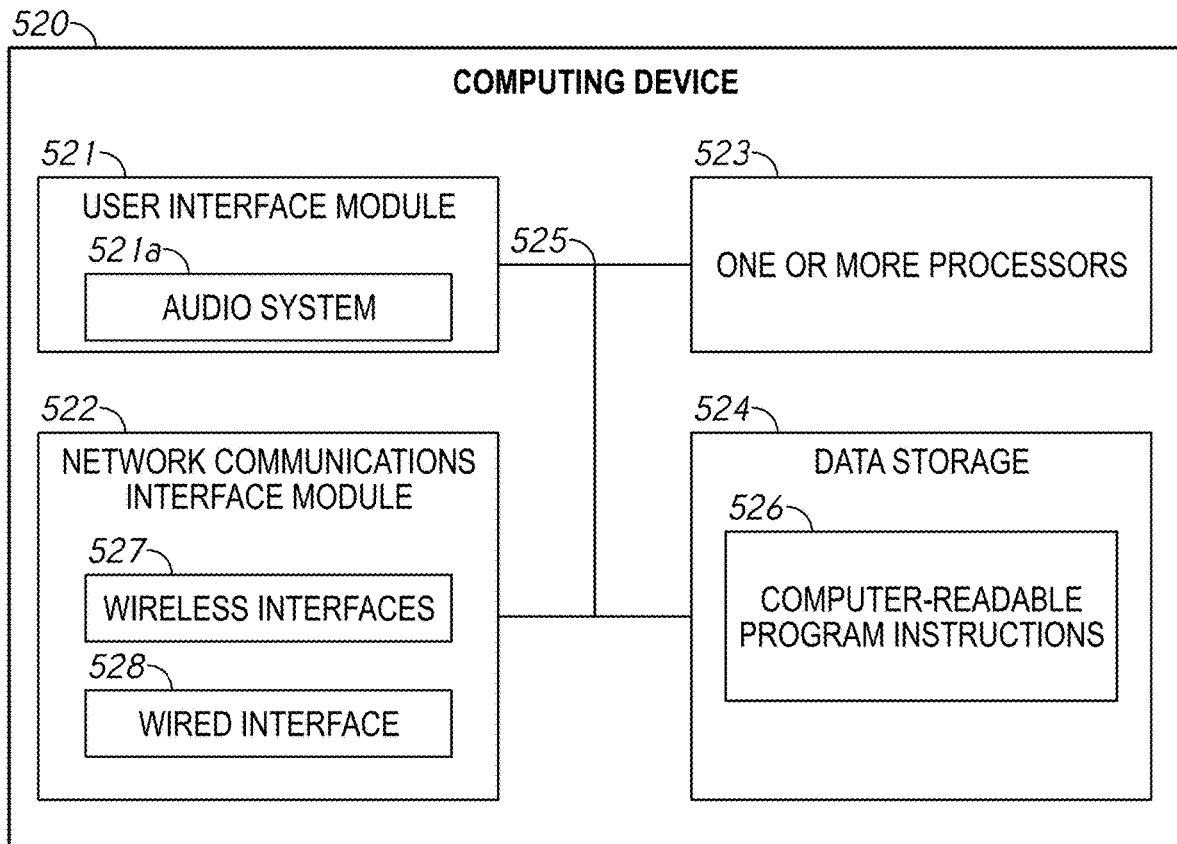 520
COMPUTING DEVICE
521
USER INTERFACE MODULE
521a
AUDIO SYSTEM
525
523
ONE OR MORE PROCESSORS
522
NETWORK COMMUNICATIONS
INTERFACE MODULE
527
WIRELESS INTERFACES
528
WIRED INTERFACE
524
DATA STORAGE
526
COMPUTER-READABLE
PROGRAM INSTRUCTIONS